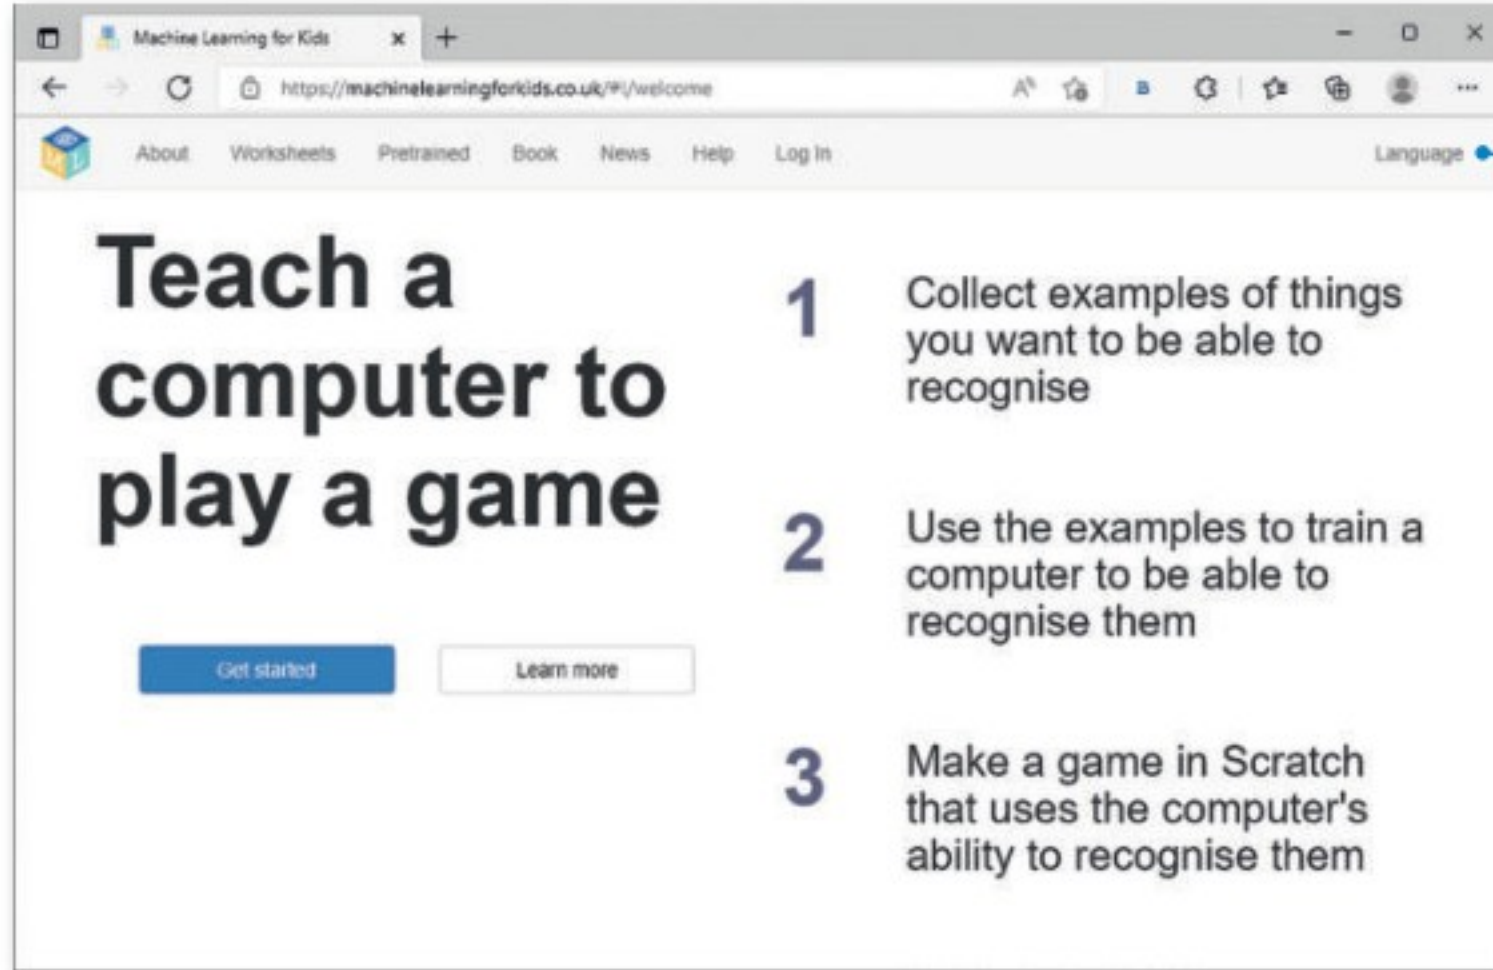 Machine Learning for Kids
https://machinelearningforkids.co.uk/#!/welcome
About Worksheets Pretrained Book News Help Log In Language
Teach a
computer to
play a game
Get started Learn more
1 Collect examples of things
you want to be able to
recognise
2 Use the examples to train a
computer to be able to
recognise them
3 Make a game in Scratch
that uses the computer's
ability to recognise them